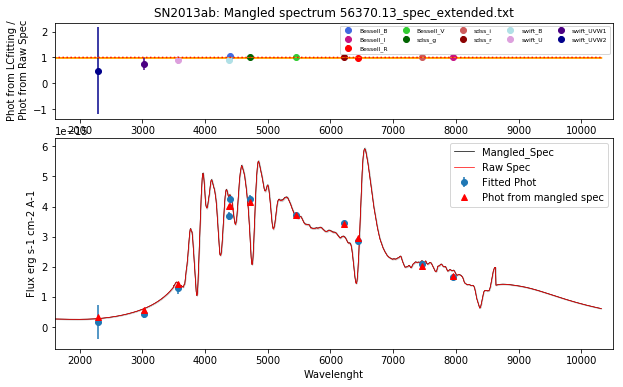 SN2013ab: Mangled spectrum 56370.13_spec_extended.txt
Phot from LCfitting /
Phot from Raw Spec
2
1
0
−1
Bessell_B Bessell_V sdss_i swift_B swift_UVW1
Bessell_I sdss_g sdss_r swift_U swift_UVW2
Bessell_R
2000 3000 4000 5000 6000 7000 8000 9000 10000
1e−15
Flux erg s-1 cm-2 A-1
6
5
4
3
2
1
0
Mangled_Spec
Raw Spec
Fitted Phot
Phot from mangled spec
2000 3000 4000 5000 6000 7000 8000 9000 10000
Wavelenght